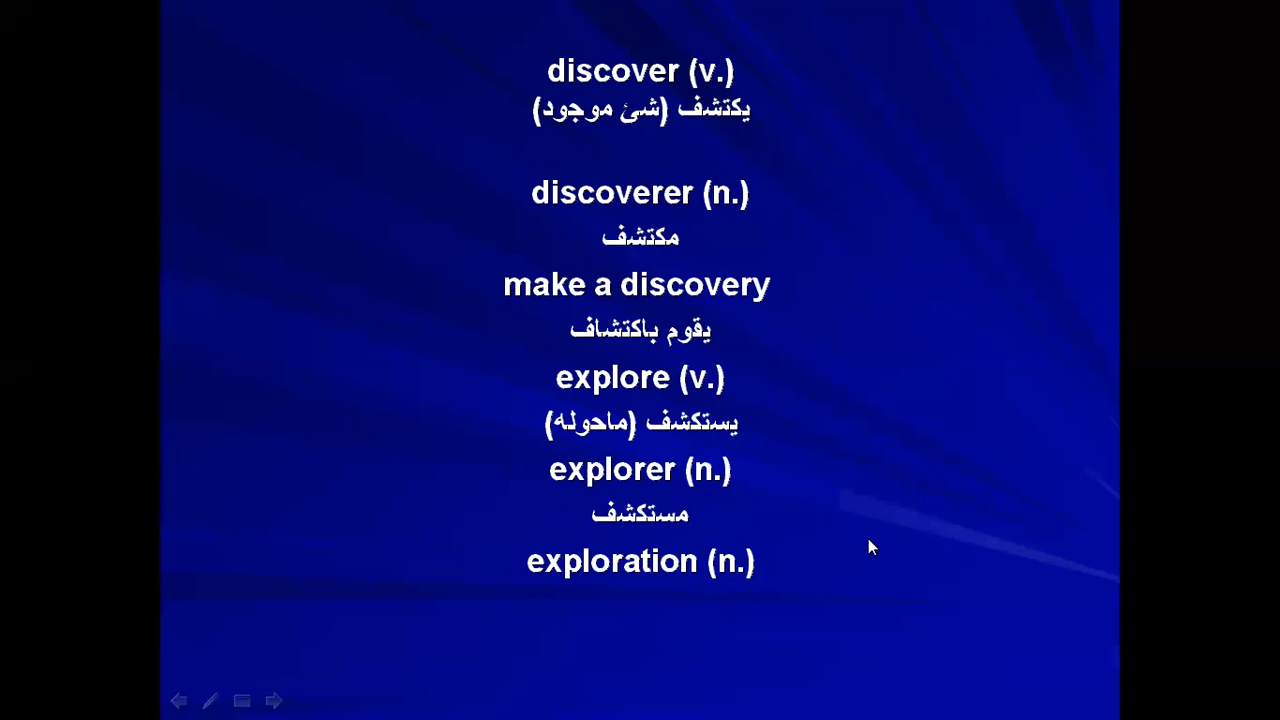 discover (v.)
يكتشف (شئ موجود)
discoverer (n.)
مكتشف
make a discovery
يقوم باكتشاف
explore (v.)
يستكشف (ماحوله)
explorer (n.)
مستكشف
exploration (n.)